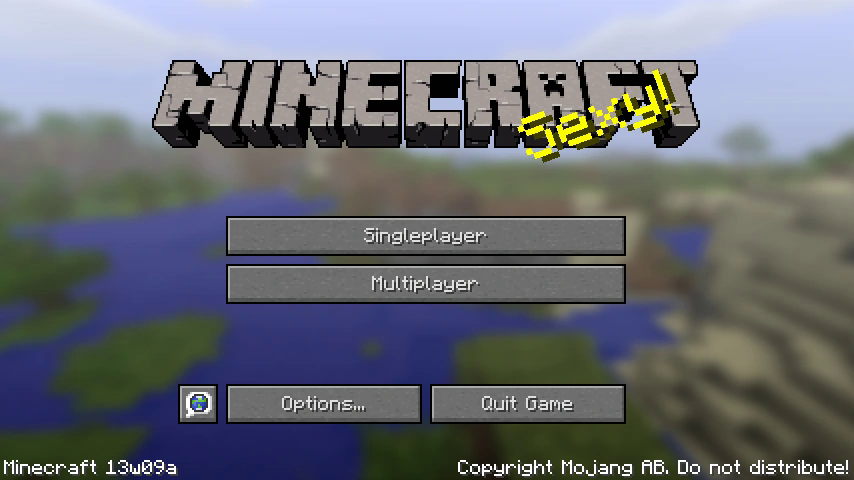 MINECRAFT
Sexy!
Singleplayer
Multiplayer
Options...
Quit Game
Minecraft 13w09a
Copyright Mojang AB. Do not distribute!